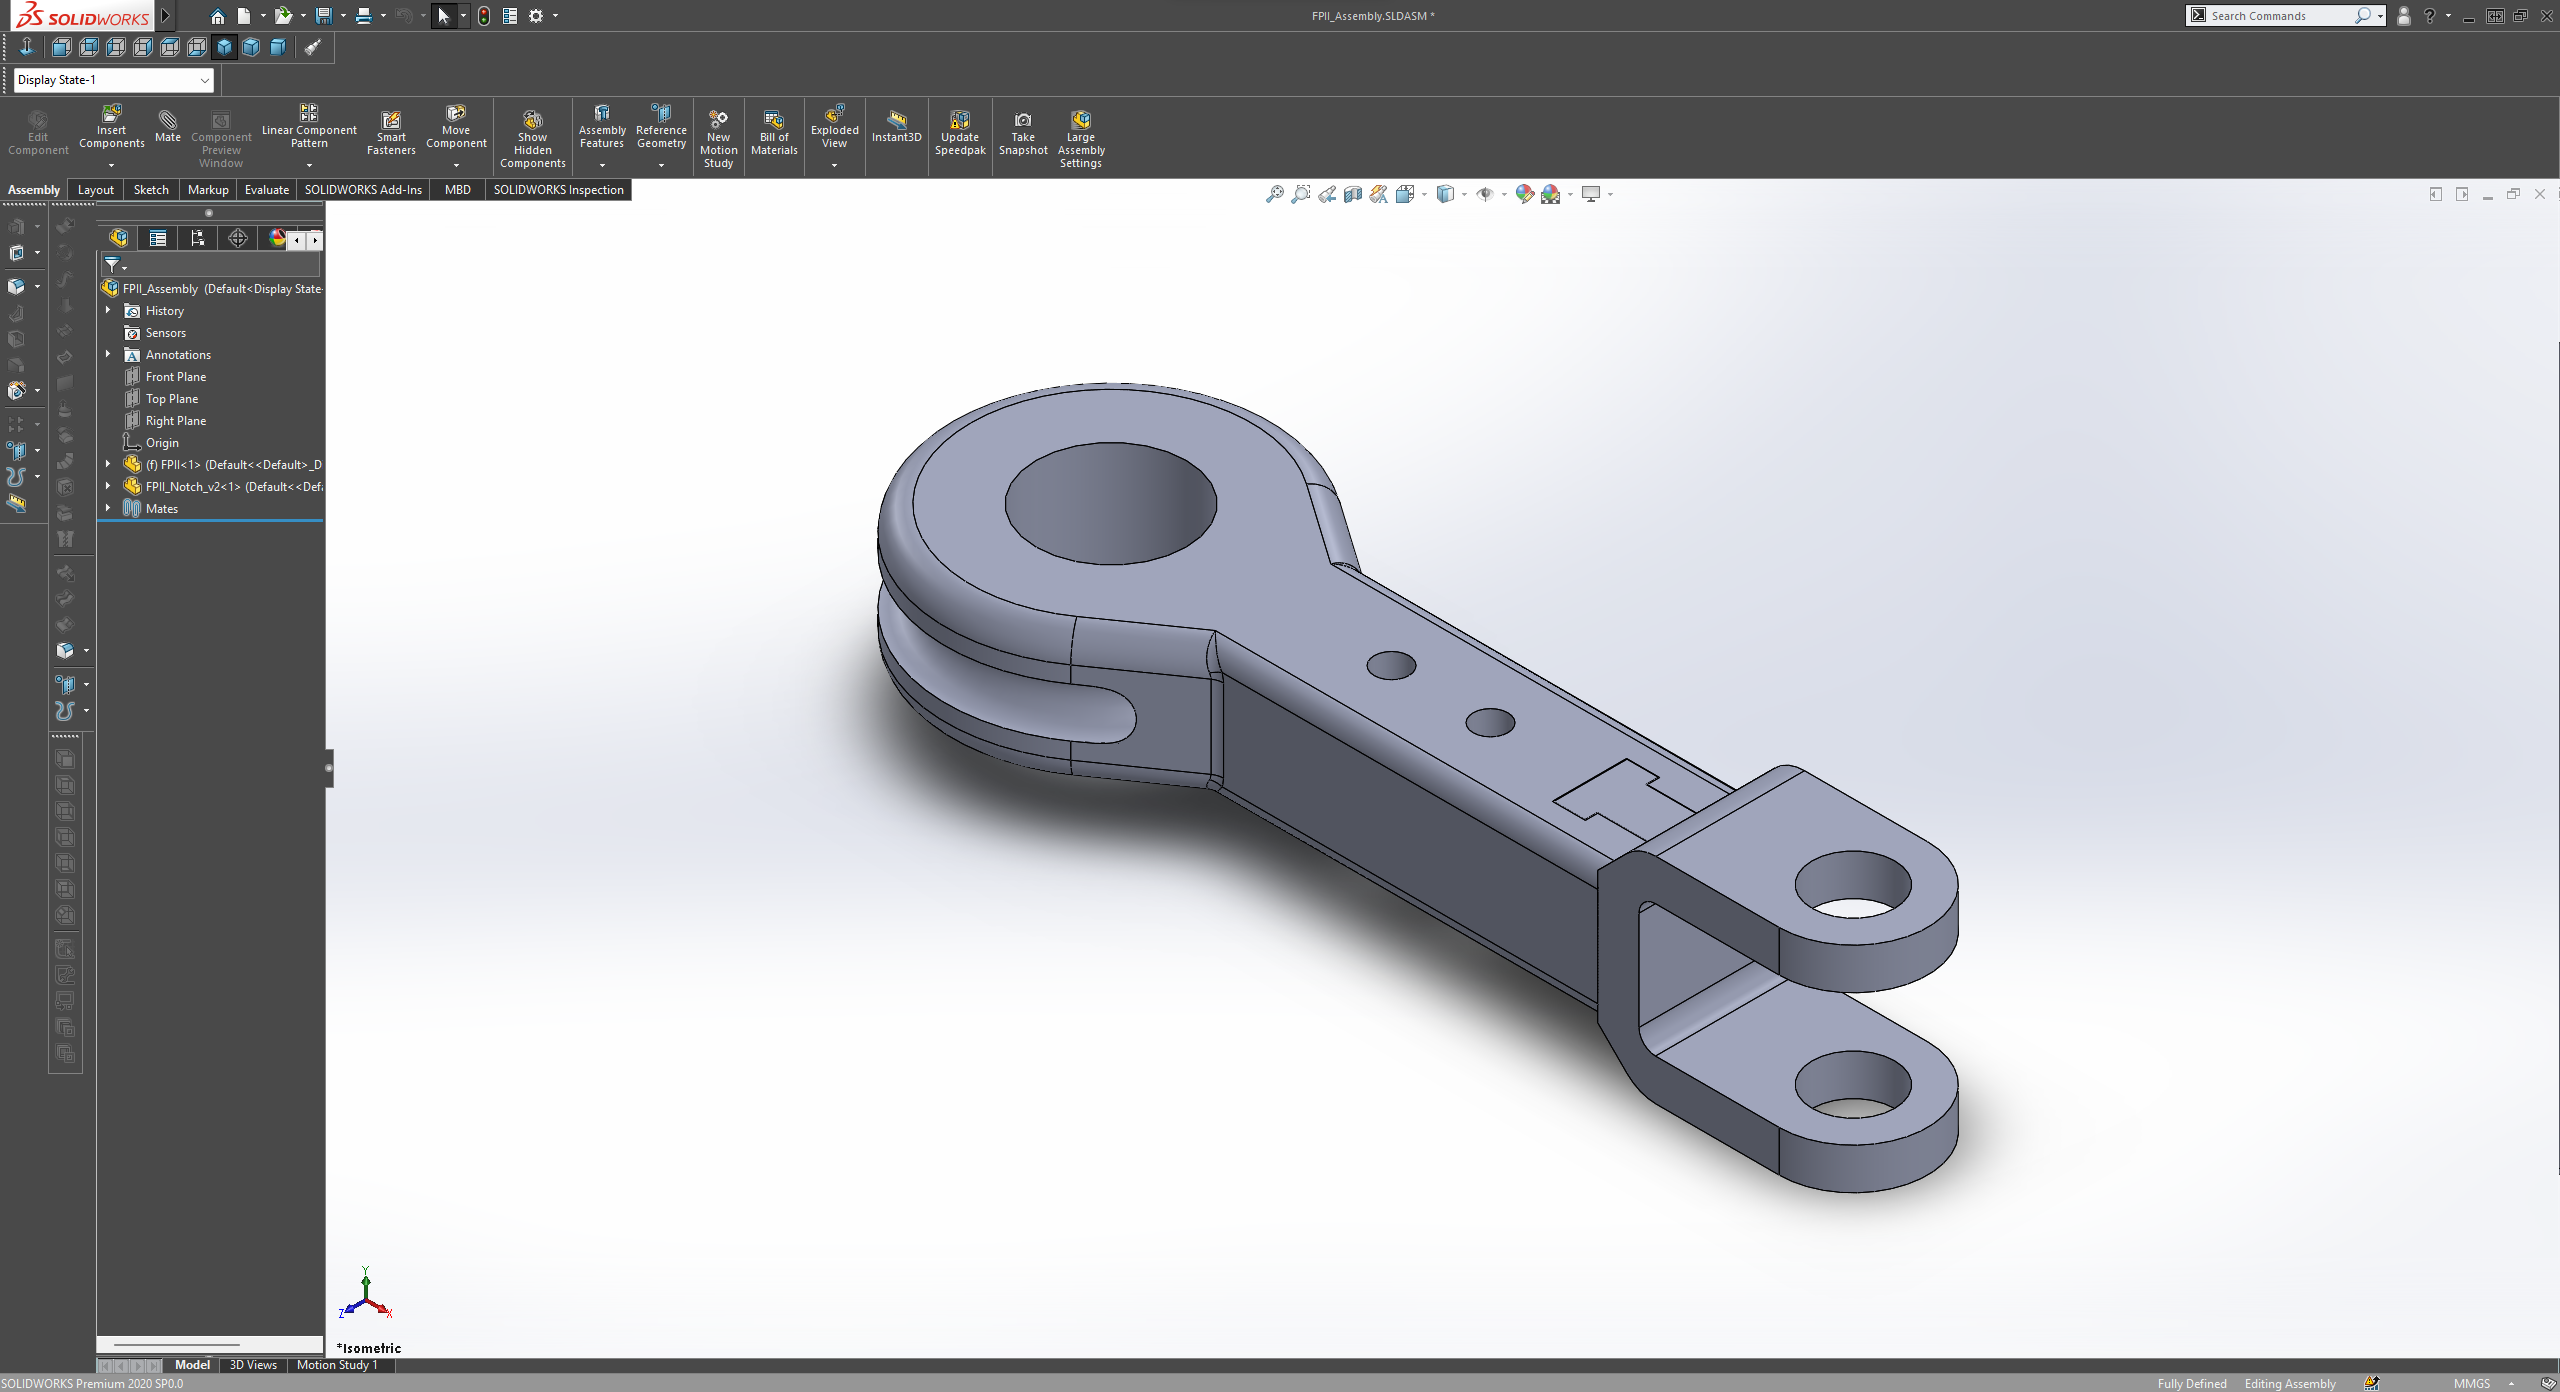 SOLIDWORKS
FPII_Assembly.SLDASM *
Search Commands
Display State-1
Edit Component
Insert Components
Mate
Component Preview Window
Linear Component Pattern
Smart Fasteners
Move Component
Show Hidden Components
Assembly Features
Reference Geometry
New Motion Study
Bill of Materials
Exploded View
Instant3D
Update Speedpak
Take Snapshot
Large Assembly Settings
Assembly Layout Sketch Markup Evaluate SOLIDWORKS Add-Ins MBD SOLIDWORKS Inspection
FPII_Assembly (Default<Display State-
History
Sensors
Annotations
Front Plane
Top Plane
Right Plane
Origin
(f) FPII<1> (Default<<Default>_D
FPII_Notch_v2<1> (Default<<Defa
Mates
Y
Z X
*Isometric
Model 3D Views Motion Study 1
SOLIDWORKS Premium 2020 SP0.0
Fully Defined Editing Assembly MMGS